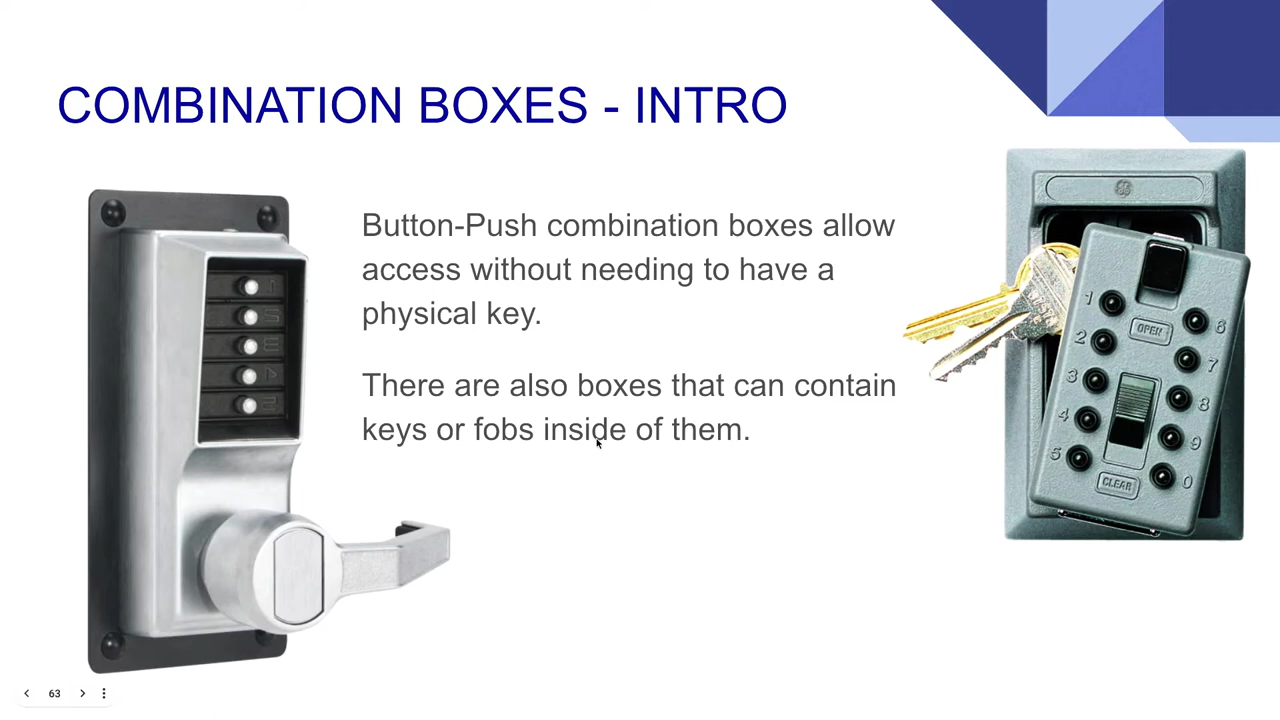 COMBINATION BOXES - INTRO
Button-Push combination boxes allow
access without needing to have a
physical key.
There are also boxes that can contain
keys or fobs inside of them.
1
2
3
4
5
OPEN
6
7
8
9
0
CLEAR
63